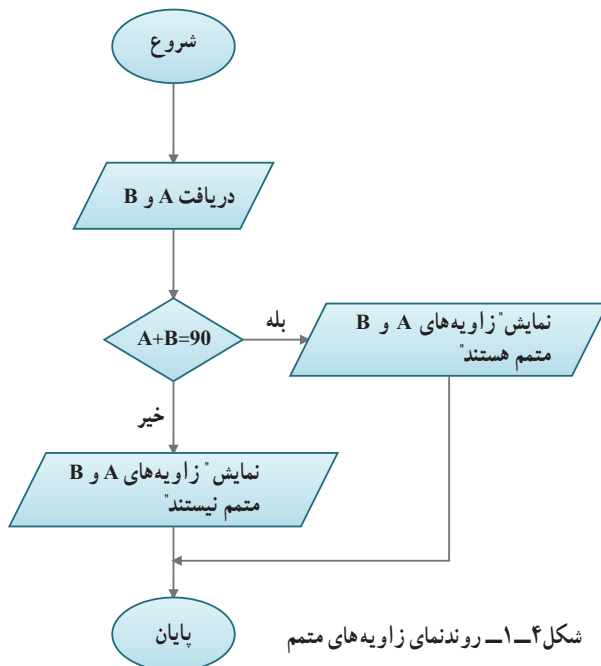 شروع
دریافت A و B
A+B=90
بله
نمایش"زاویه‌های A و B
متمم هستند"
خیر
نمایش" زاویه‌های A و B
متمم نیستند"
پایان
شکل۴ــ۱ــ روندنمای زاویه‌های متمم